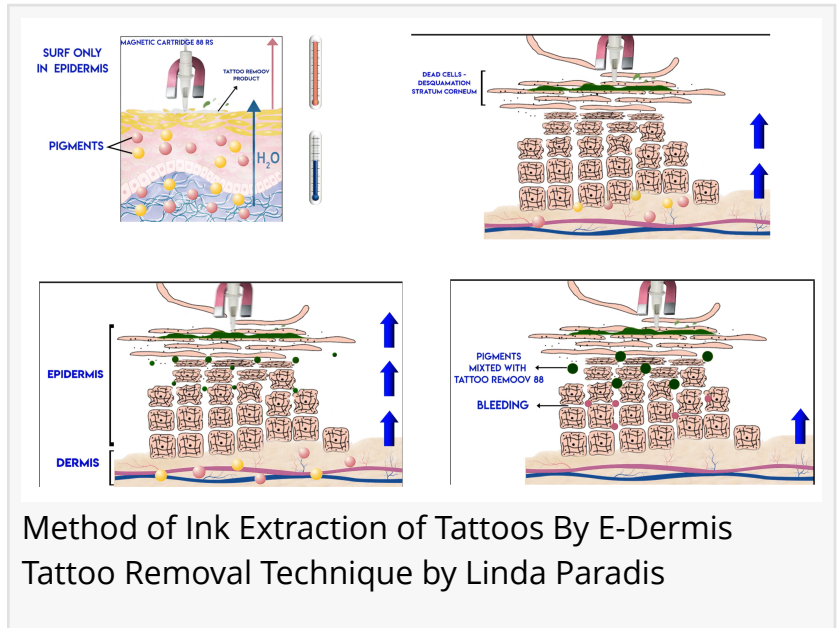 MAGNETIC CARTRIDGE 88 RS
SURF ONLY
IN EPIDERMIS
TATTOO REMOOV
PRODUCT
PIGMENTS
H2O
DEAD CELLS –
DESQUAMATION
STRATUM CORNEUM
EPIDERMIS
DERMIS
PIGMENTS
MIXTED WITH
TATTOO REMOOV 88
BLEEDING
Method of Ink Extraction of Tattoos By E-Dermis
Tattoo Removal Technique by Linda Paradis